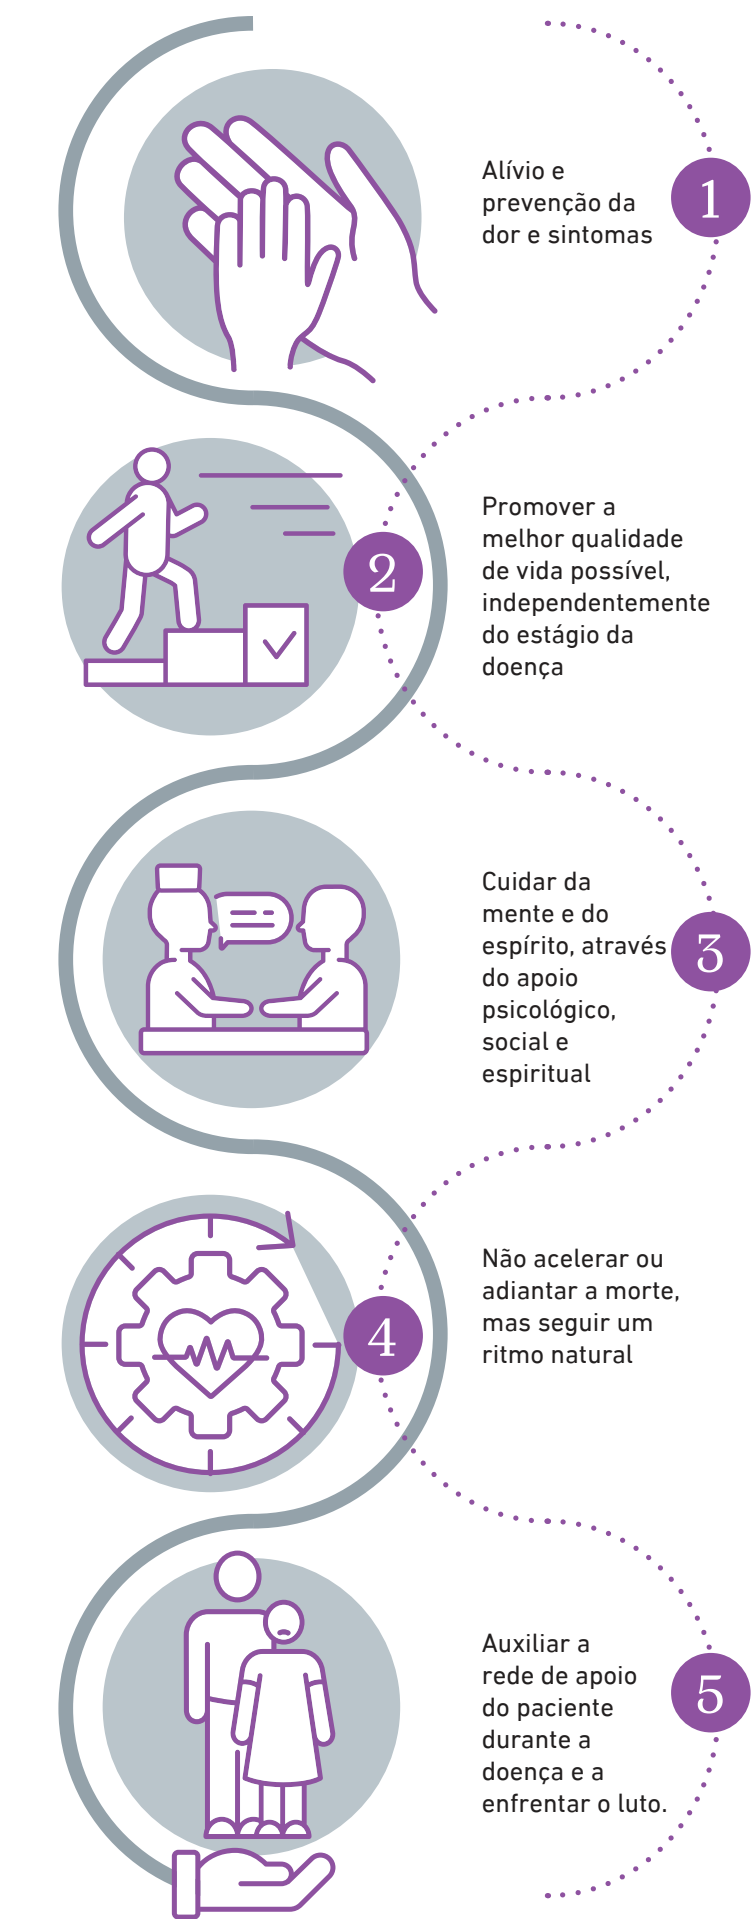 Alívio e
prevenção da
dor e sintomas
1
Promover a
melhor qualidade
de vida possível,
independentemente
do estágio da
doença
2
Cuidar da
mente e do
espírito, através
do apoio
psicológico,
social e
espiritual
3
Não acelerar ou
adiantar a morte,
mas seguir um
ritmo natural
4
Auxiliar a
rede de apoio
do paciente
durante a
doença e a
enfrentar o luto.
5